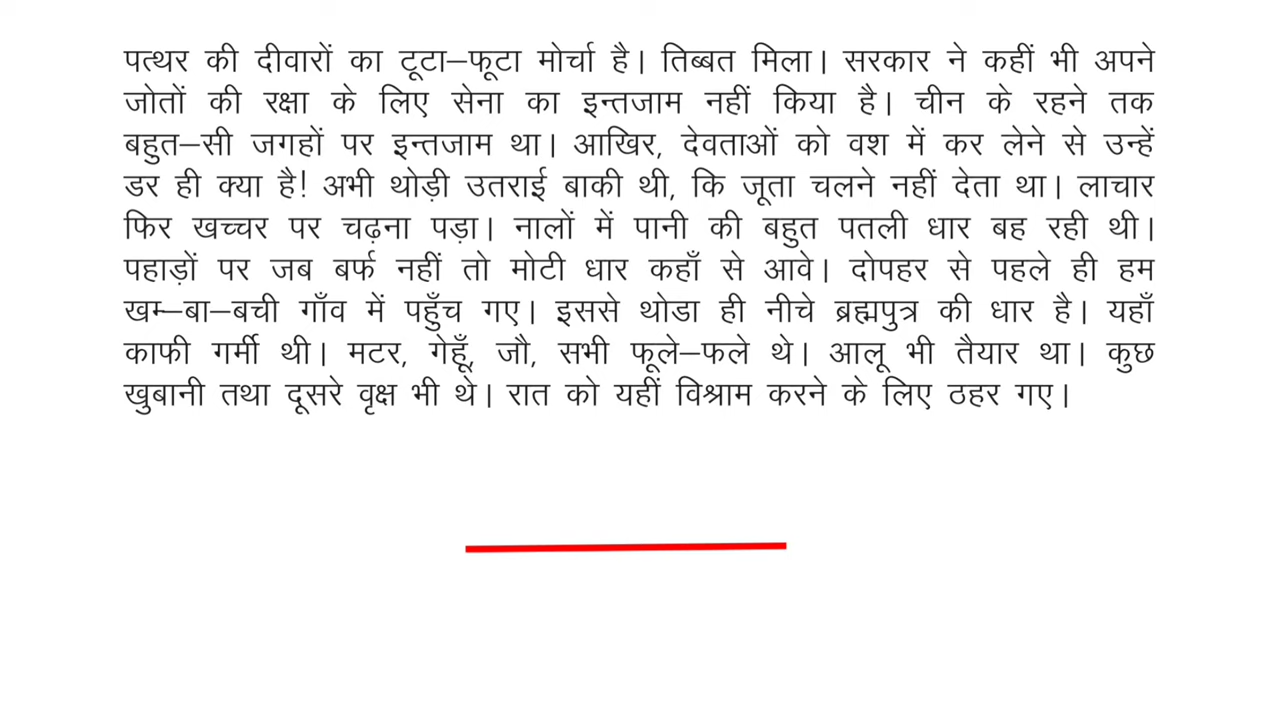 पत्थर की दीवारों का टूटा–फूटा मोर्चा है। तिब्बत मिला। सरकार ने कहीं भी अपने
जोतों की रक्षा के लिए सेना का इन्तजाम नहीं किया है। चीन के रहने तक
बहुत–सी जगहों पर इन्तजाम था। आखिर, देवताओं को वश में कर लेने से उन्हें
डर ही क्या है! अभी थोड़ी उतराई बाकी थी, कि जूता चलने नहीं देता था। लाचार
फिर खच्चर पर चढ़ना पड़ा। नालों में पानी की बहुत पतली धार बह रही थी।
पहाड़ों पर जब बर्फ नहीं तो मोटी धार कहाँ से आवे। दोपहर से पहले ही हम
खम्–बा–बची गाँव में पहुँच गए। इससे थोडा ही नीचे ब्रह्मपुत्र की धार है। यहाँ
काफी गर्मी थी। मटर, गेहूँ, जौ, सभी फूले–फले थे। आलू भी तैयार था। कुछ
खुबानी तथा दूसरे वृक्ष भी थे। रात को यहीं विश्राम करने के लिए ठहर गए।